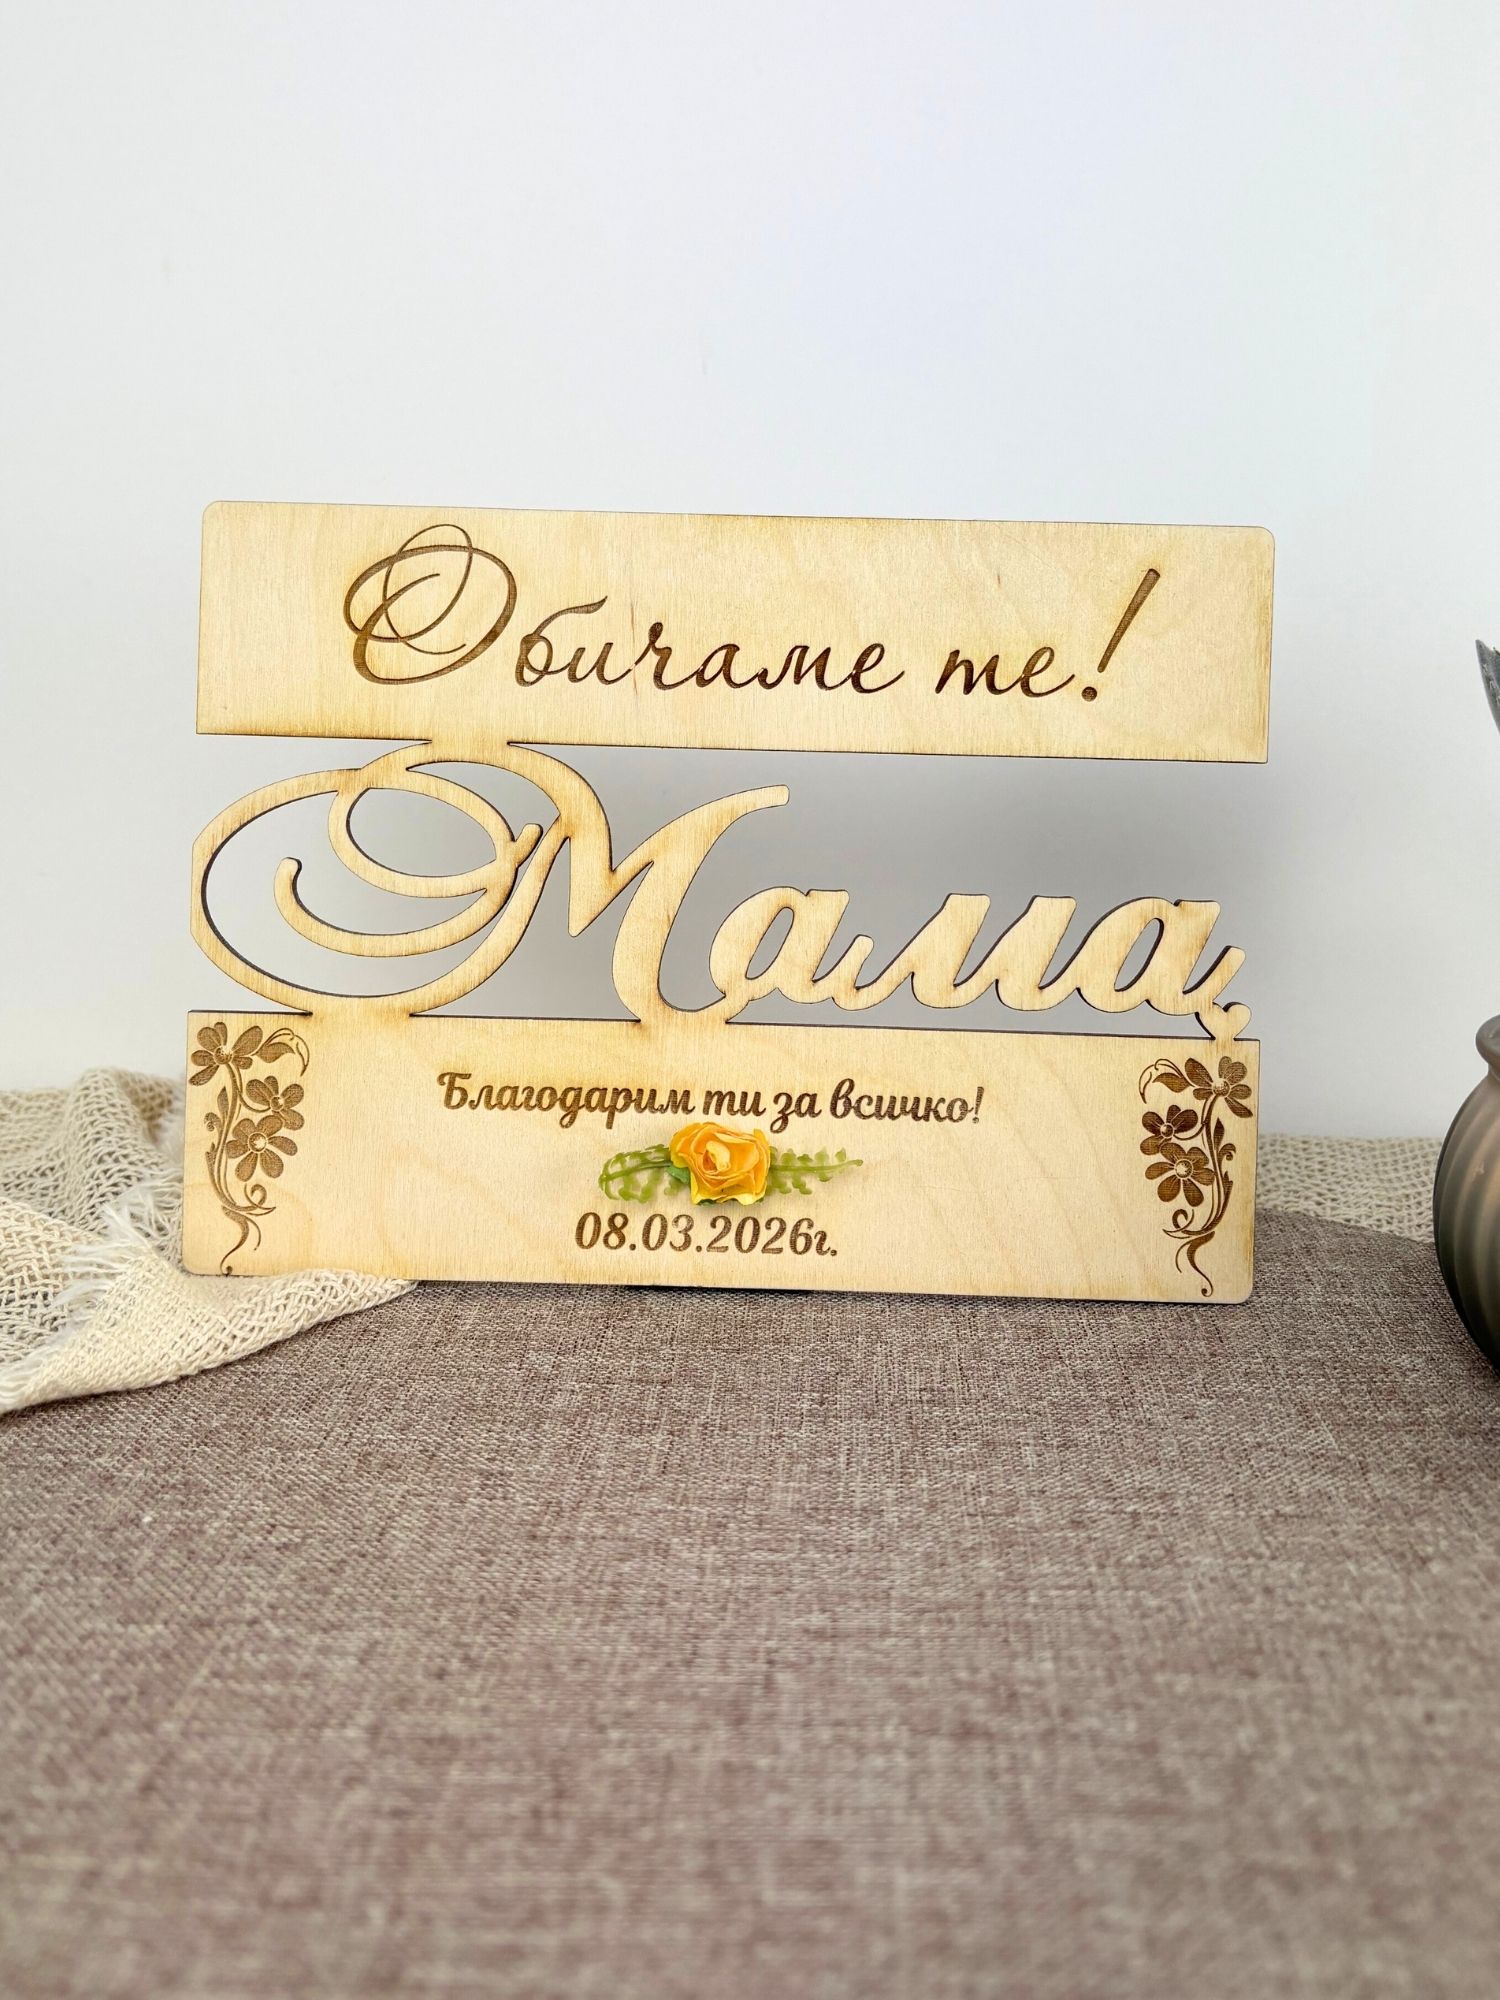 Обичаме те!
Мама
Благодарим ти за всичко!
08.03.2026г.